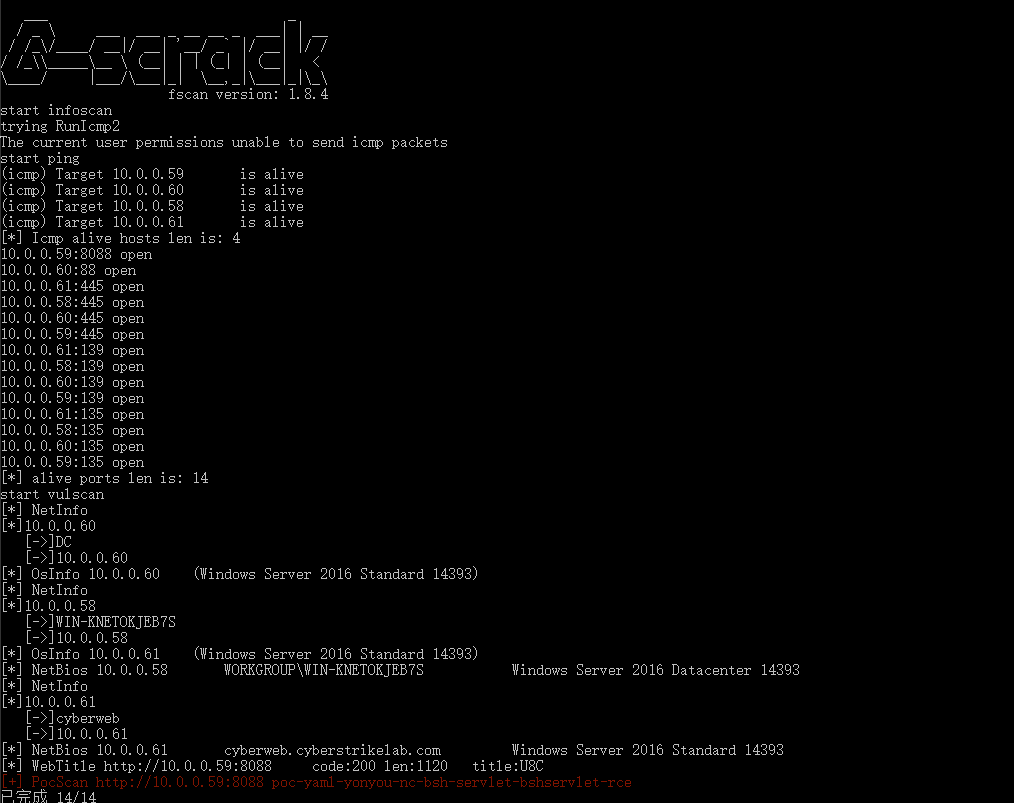 fscan version: 1.8.4
start infoscan
trying RunIcmp2
The current user permissions unable to send icmp packets
start ping
(icmp) Target 10.0.0.59       is alive
(icmp) Target 10.0.0.60       is alive
(icmp) Target 10.0.0.58       is alive
(icmp) Target 10.0.0.61       is alive
[*] Icmp alive hosts len is: 4
10.0.0.59:8088 open
10.0.0.60:88 open
10.0.0.61:445 open
10.0.0.58:445 open
10.0.0.60:445 open
10.0.0.59:445 open
10.0.0.61:139 open
10.0.0.58:139 open
10.0.0.60:139 open
10.0.0.59:139 open
10.0.0.61:135 open
10.0.0.58:135 open
10.0.0.60:135 open
10.0.0.59:135 open
[*] alive ports len is: 14
start vulscan
[*] NetInfo
[*]10.0.0.60
   [->]DC
   [->]10.0.0.60
[*] OsInfo 10.0.0.60    (Windows Server 2016 Standard 14393)
[*] NetInfo
[*]10.0.0.58
   [->]WIN-KNETOKJEB7S
   [->]10.0.0.58
[*] OsInfo 10.0.0.61    (Windows Server 2016 Standard 14393)
[*] NetBios 10.0.0.58       WORKGROUP\WIN-KNETOKJEB7S           Windows Server 2016 Datacenter 14393
[*] NetInfo
[*]10.0.0.61
   [->]cyberweb
   [->]10.0.0.61
[*] NetBios 10.0.0.61       cyberweb.cyberstrikelab.com         Windows Server 2016 Standard 14393
[*] WebTitle http://10.0.0.59:8088     code:200 len:1120   title:U8C
[+] PocScan http://10.0.0.59:8088 poc-yaml-yonyou-nc-bsh-servlet-bshservlet-rce
已完成 14/14